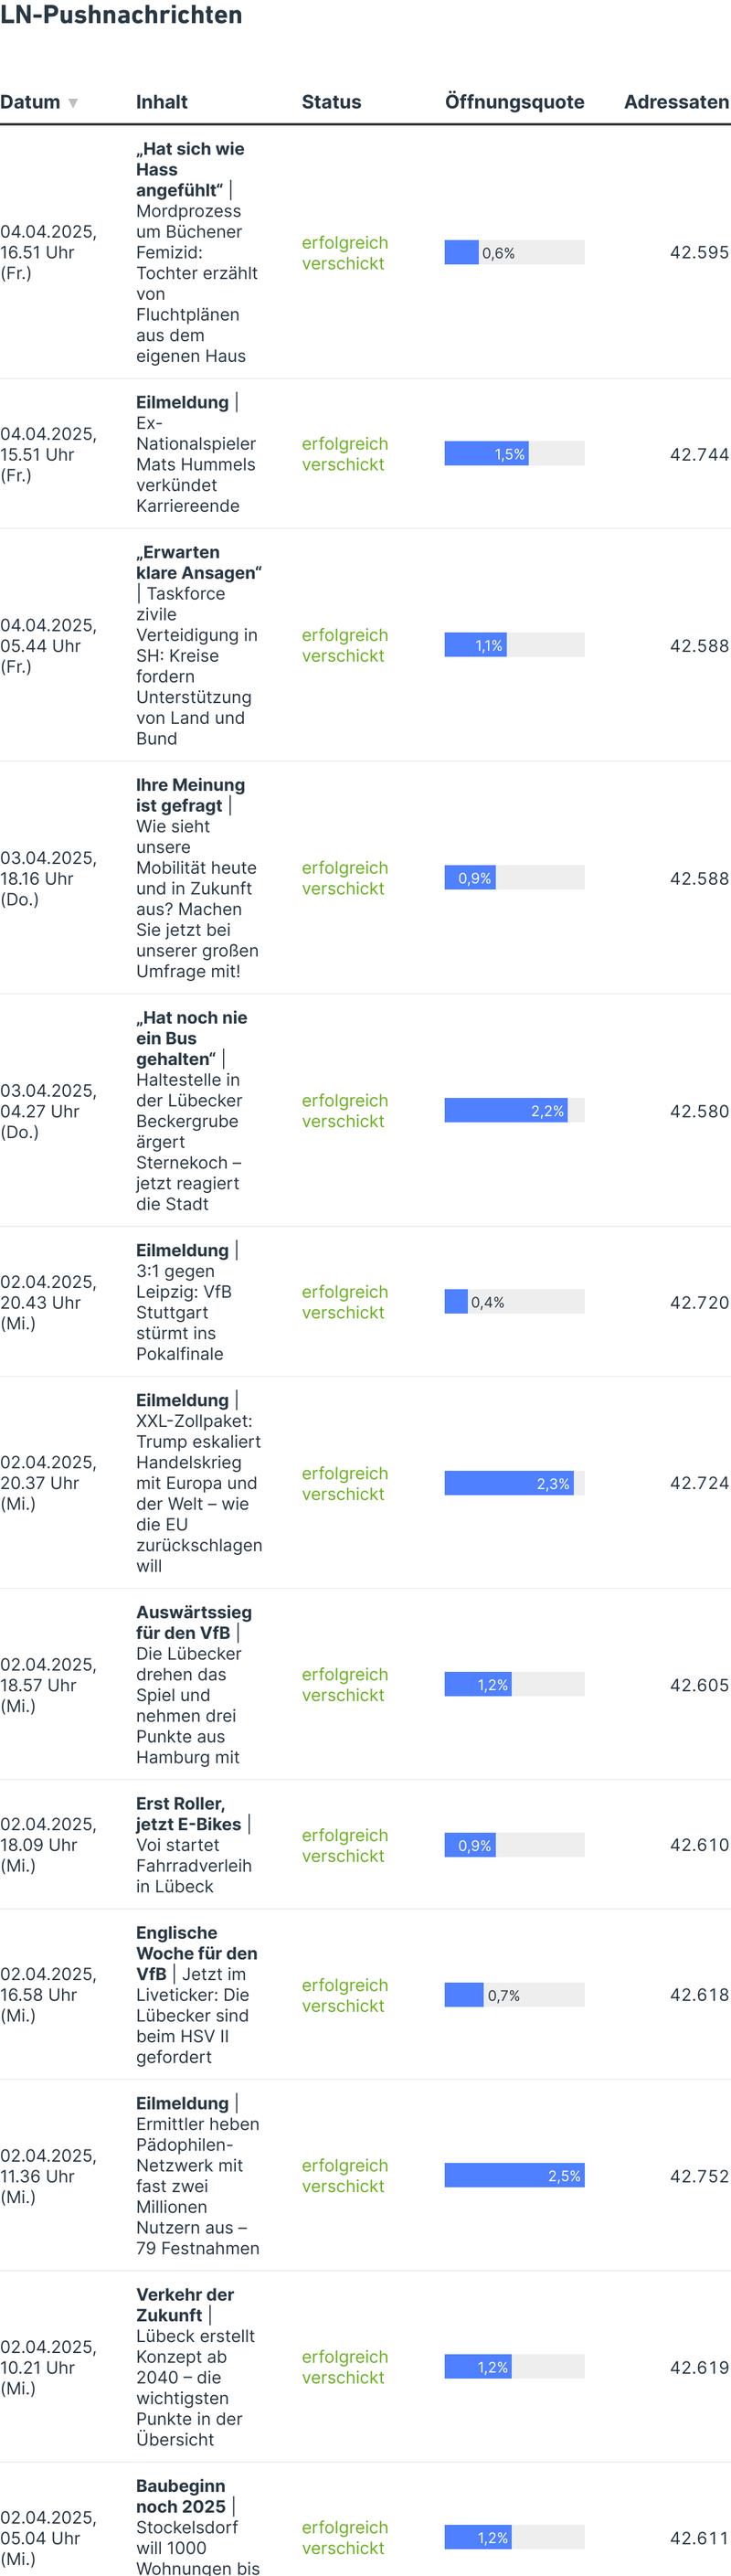 LN-Pushnachrichten
Datum ▼ Inhalt Status Öffnungsquote Adressaten
04.04.2025,
16.51 Uhr
(Fr.)
„Hat sich wie
Hass
angefühlt“ |
Mordprozess
um Büchener
Femizid:
Tochter erzählt
von
Fluchtplänen
aus dem
eigenen Haus
erfolgreich
verschickt
0,6%
42.595
04.04.2025,
15.51 Uhr
(Fr.)
Eilmeldung |
Ex-
Nationalspieler
Mats Hummels
verkündet
Karriereende
erfolgreich
verschickt
1,5%
42.744
04.04.2025,
05.44 Uhr
(Fr.)
„Erwarten
klare Ansagen“
| Taskforce
zivile
Verteidigung in
SH: Kreise
fordern
Unterstützung
von Land und
Bund
erfolgreich
verschickt
1,1%
42.588
03.04.2025,
18.16 Uhr
(Do.)
Ihre Meinung
ist gefragt |
Wie sieht
unsere
Mobilität heute
und in Zukunft
aus? Machen
Sie jetzt bei
unserer großen
Umfrage mit!
erfolgreich
verschickt
0,9%
42.588
03.04.2025,
04.27 Uhr
(Do.)
„Hat noch nie
ein Bus
gehalten“ |
Haltestelle in
der Lübecker
Beckergrube
ärgert
Sternekoch –
jetzt reagiert
die Stadt
erfolgreich
verschickt
2,2%
42.580
02.04.2025,
20.43 Uhr
(Mi.)
Eilmeldung |
3:1 gegen
Leipzig: VfB
Stuttgart
stürmt ins
Pokalfinale
erfolgreich
verschickt
0,4%
42.720
02.04.2025,
20.37 Uhr
(Mi.)
Eilmeldung |
XXL-Zollpaket:
Trump eskaliert
Handelskrieg
mit Europa und
der Welt – wie
die EU
zurückschlagen
will
erfolgreich
verschickt
2,3%
42.724
02.04.2025,
18.57 Uhr
(Mi.)
Auswärtssieg
für den VfB |
Die Lübecker
drehen das
Spiel und
nehmen drei
Punkte aus
Hamburg mit
erfolgreich
verschickt
1,2%
42.605
02.04.2025,
18.09 Uhr
(Mi.)
Erst Roller,
jetzt E-Bikes |
Voi startet
Fahrradverleih
in Lübeck
erfolgreich
verschickt
0,9%
42.610
02.04.2025,
16.58 Uhr
(Mi.)
Englische
Woche für den
VfB | Jetzt im
Liveticker: Die
Lübecker sind
beim HSV II
gefordert
erfolgreich
verschickt
0,7%
42.618
02.04.2025,
11.36 Uhr
(Mi.)
Eilmeldung |
Ermittler heben
Pädophilen-
Netzwerk mit
fast zwei
Millionen
Nutzern aus –
79 Festnahmen
erfolgreich
verschickt
2,5%
42.752
02.04.2025,
10.21 Uhr
(Mi.)
Verkehr der
Zukunft |
Lübeck erstellt
Konzept ab
2040 – die
wichtigsten
Punkte in der
Übersicht
erfolgreich
verschickt
1,2%
42.619
02.04.2025,
05.04 Uhr
(Mi.)
Baubeginn
noch 2025 |
Stockelsdorf
will 1000
Wohnungen bis
erfolgreich
verschickt
1,2%
42.611